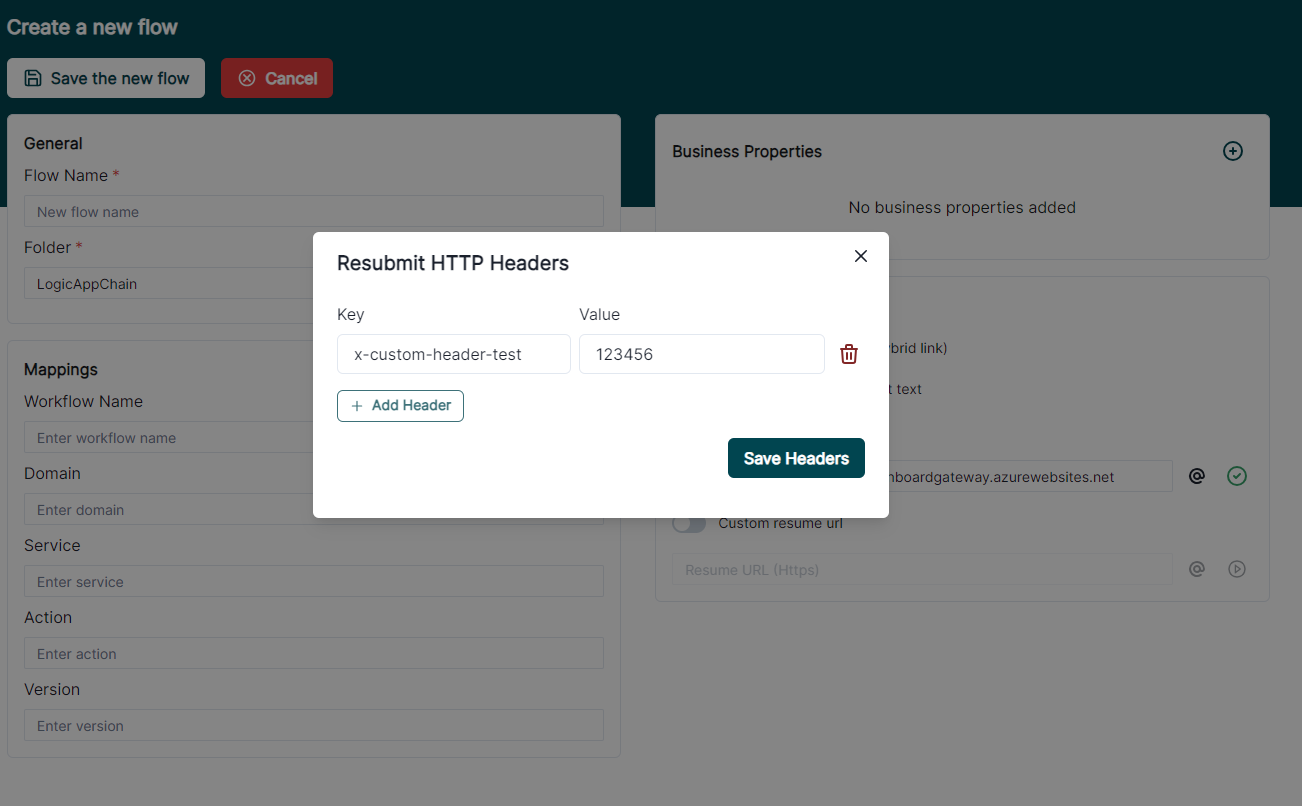 Create a new flow
Save the new flow
Cancel
General
Flow Name *
New flow name
Folder *
LogicAppChain
Mappings
Workflow Name
Enter workflow name
Domain
Enter domain
Service
Enter service
Action
Enter action
Version
Enter version
Business Properties
No business properties added
Resubmit HTTP Headers
Key
Value
x-custom-header-test
123456
Add Header
Save Headers
link)
text
.azurewebsites.net
Custom resume url
Resume URL (Https)